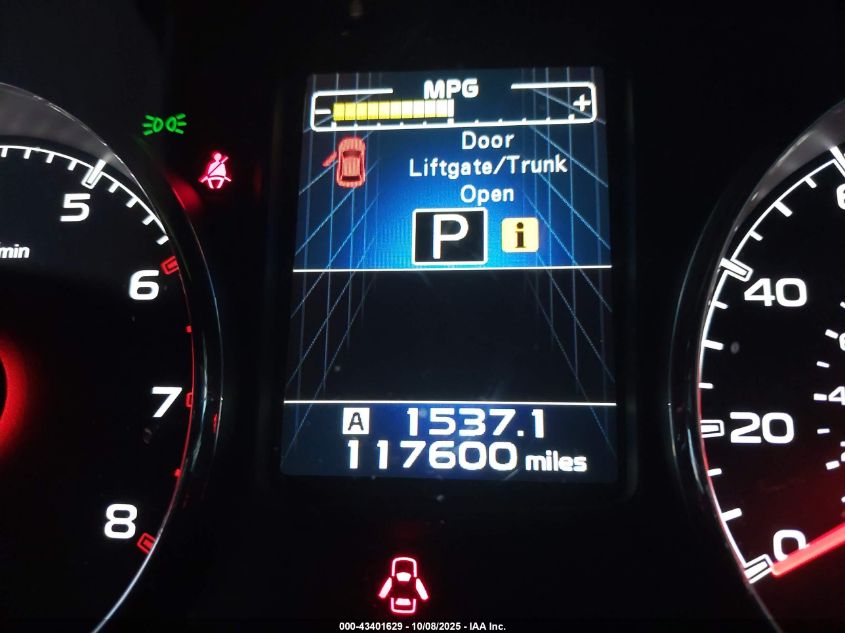 MPG
- +
Door
Liftgate/Trunk
Open
P i
A 1537.1
117600 miles
5
/min
6
7
8
40
20
0
000-43401629 - 10/08/2025 - IAA Inc.